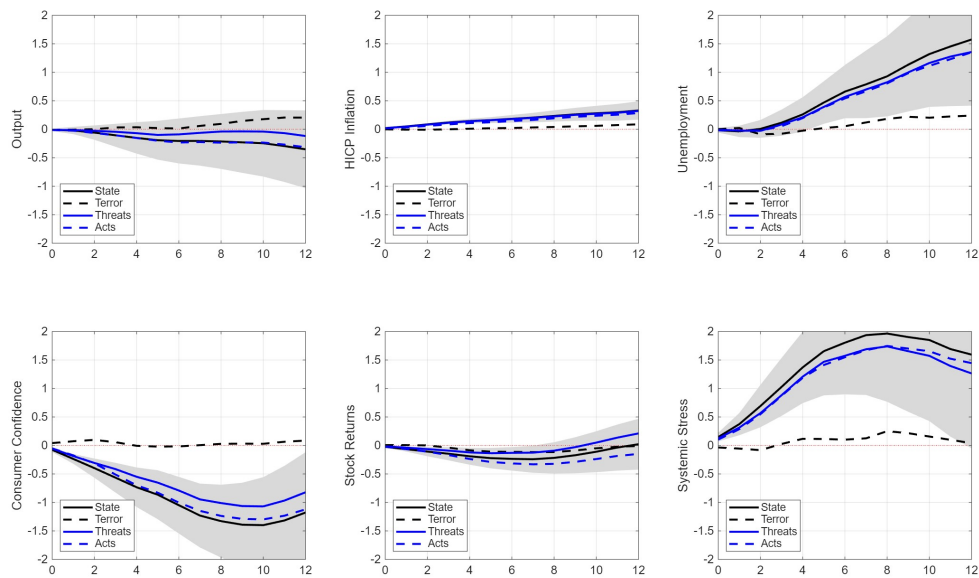 Output
2
1.5
1
0.5
0
-0.5
-1
-1.5
-2
0 2 4 6 8 10 12
State
Terror
Threats
Acts
HICP Inflation
2
1.5
1
0.5
0
-0.5
-1
-1.5
-2
0 2 4 6 8 10 12
State
Terror
Threats
Acts
Unemployment
2
1.5
1
0.5
0
-0.5
-1
-1.5
-2
0 2 4 6 8 10 12
State
Terror
Threats
Acts
Consumer Confidence
2
1.5
1
0.5
0
-0.5
-1
-1.5
-2
0 2 4 6 8 10 12
State
Terror
Threats
Acts
Stock Returns
2
1.5
1
0.5
0
-0.5
-1
-1.5
-2
0 2 4 6 8 10 12
State
Terror
Threats
Acts
Systemic Stress
2
1.5
1
0.5
0
-0.5
-1
-1.5
-2
0 2 4 6 8 10 12
State
Terror
Threats
Acts